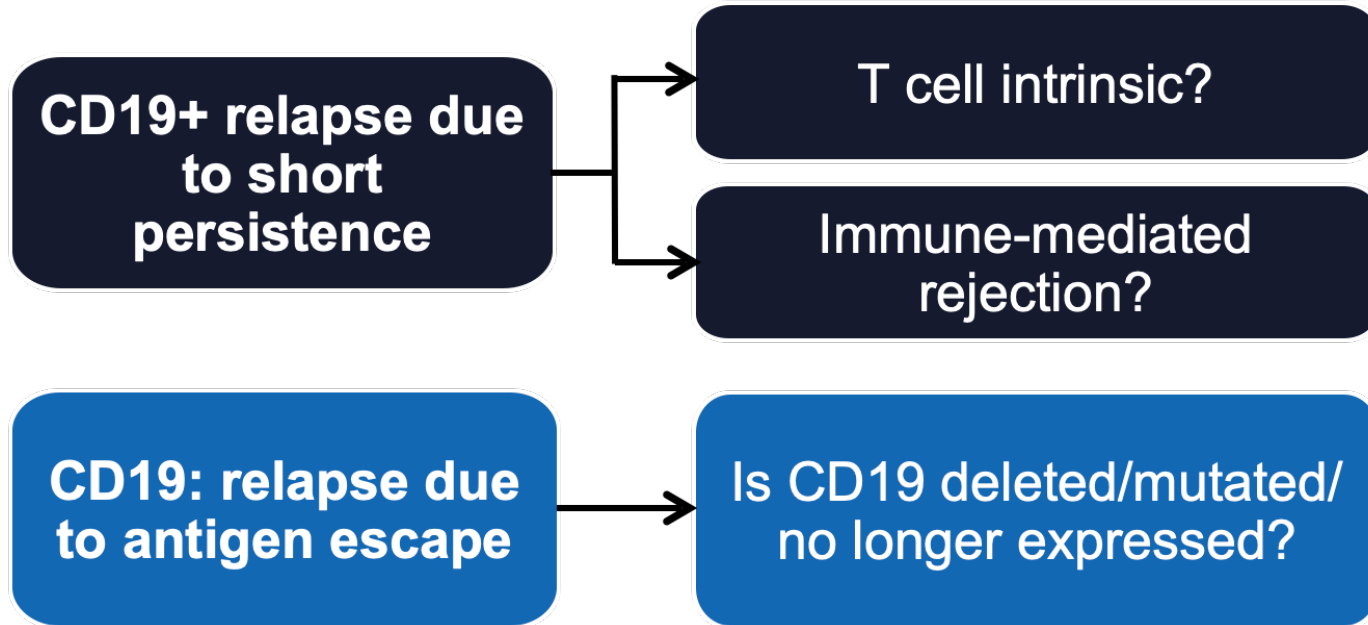 CD19+ relapse due
to short
persistence
T cell intrinsic?
Immune-mediated
rejection?
CD19: relapse due
to antigen escape
Is CD19 deleted/mutated/
no longer expressed?